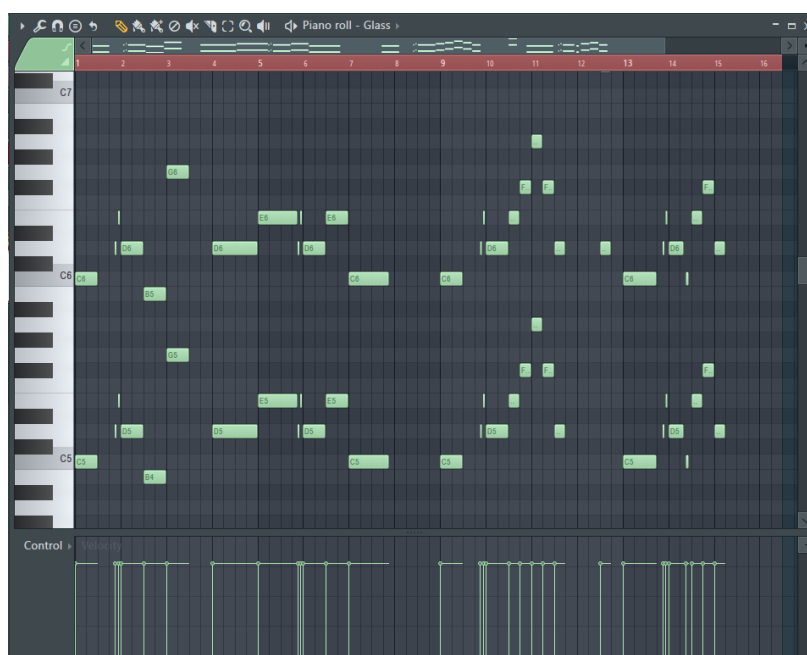 Piano roll - Glass
1 2 3 4 5 6 7 8 9 10 11 12 13 14 15 16
C7
G6
F.. F.. F..
E6 E6
D6 D6 D6 D6 D6
C6 C6 C6 C6 C6
B5
G5
F.. F.. F..
E5 E5
D5 D5 D5 D5 D5
C5 C5 C5 C5 C5
B4
Control Velocity